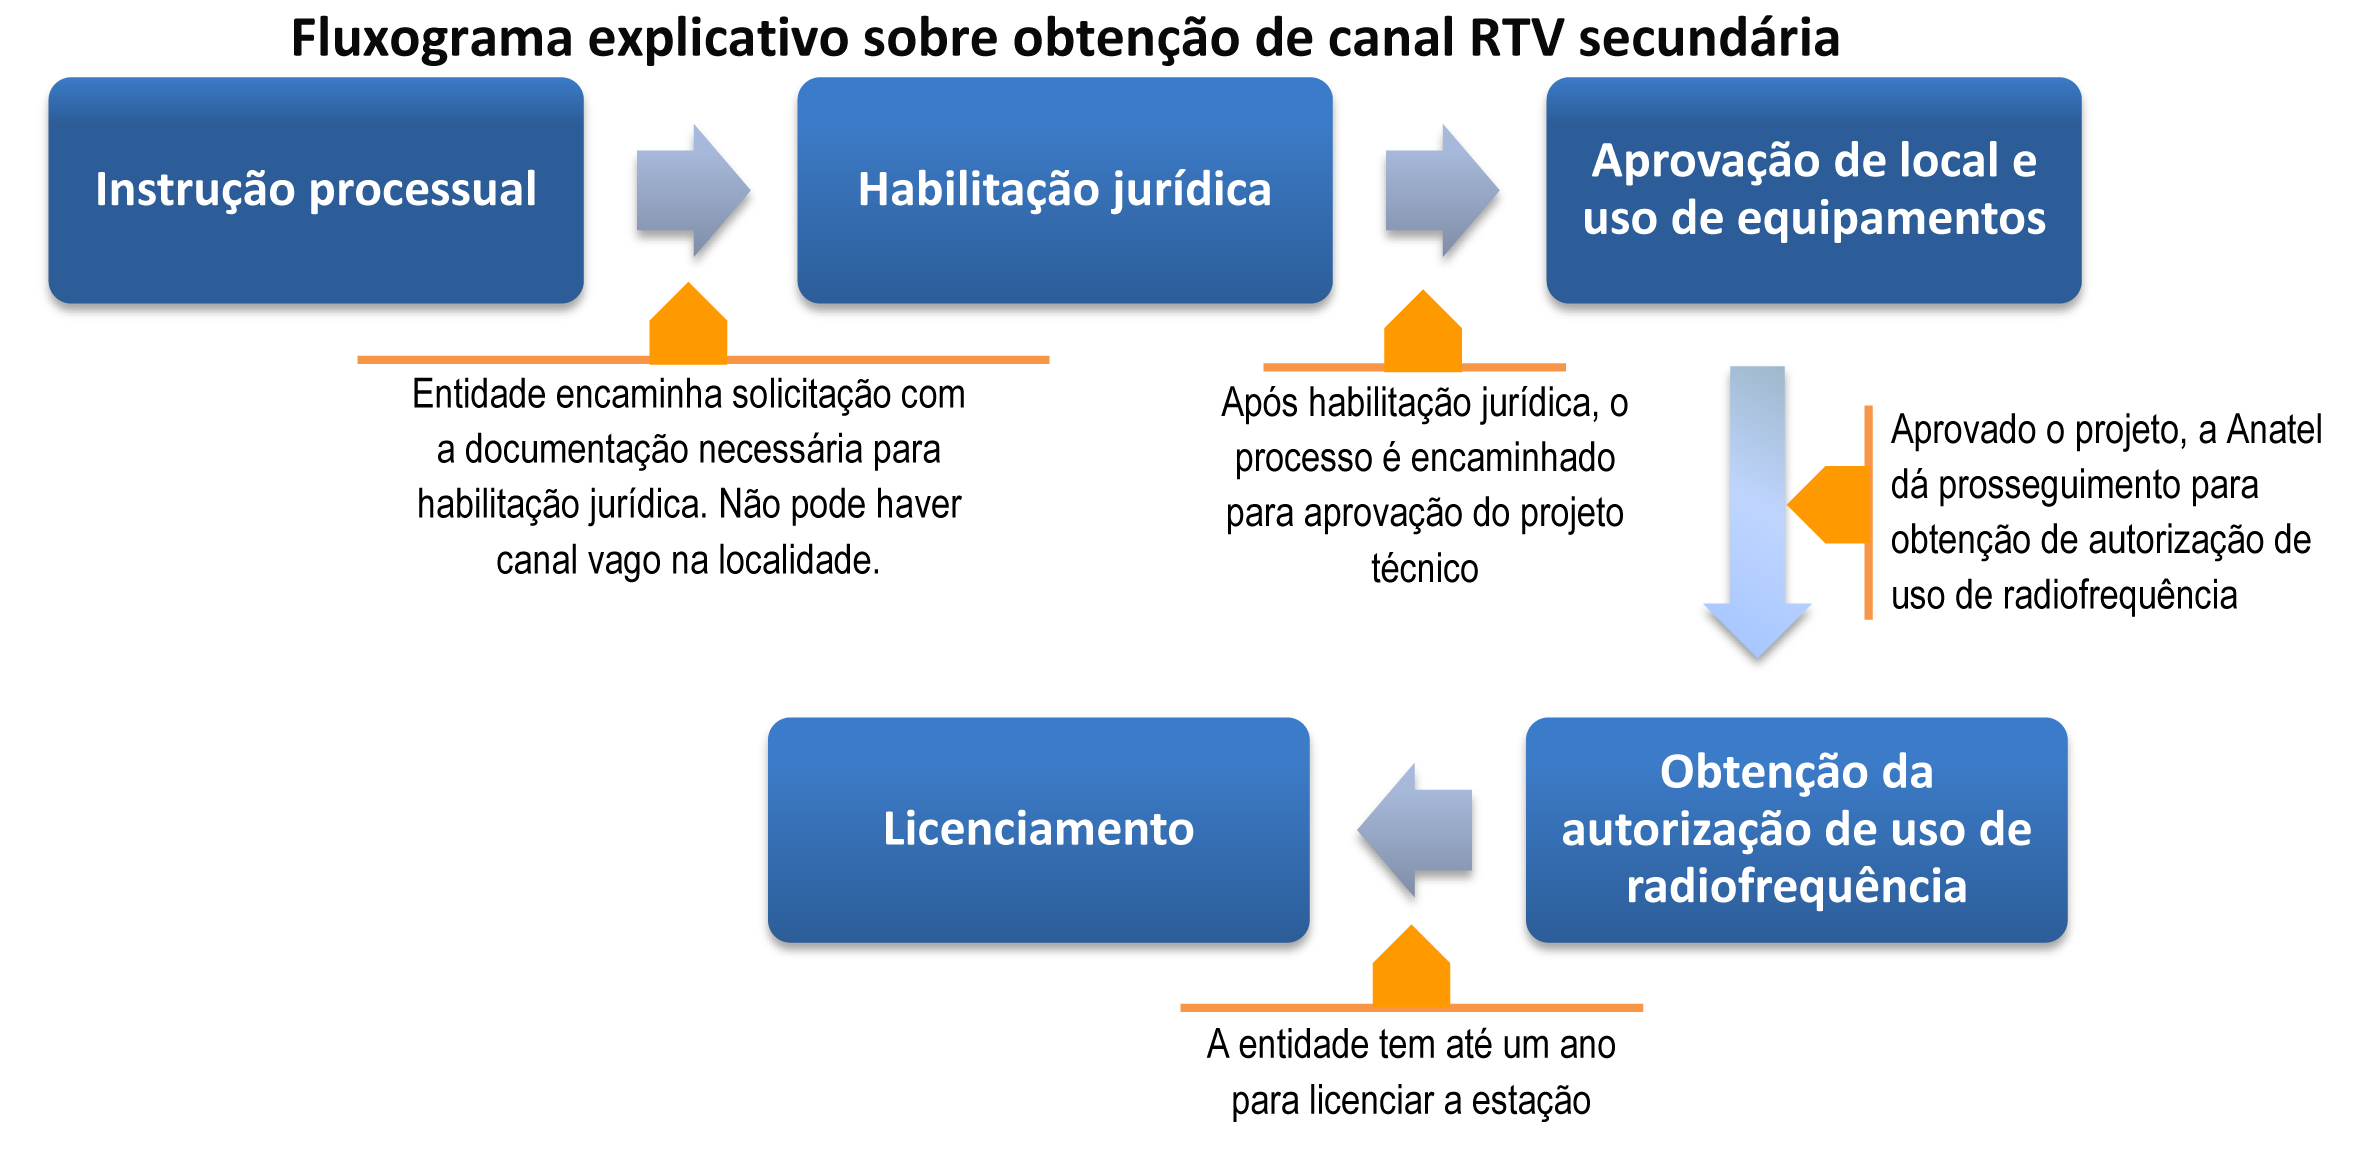 Fluxograma explicativo sobre obtenção de canal RTV secundária
Instrução processual
Habilitação jurídica
Aprovação de local e
uso de equipamentos
Entidade encaminha solicitação com
a documentação necessária para
habilitação jurídica. Não pode haver
canal vago na localidade.
Após habilitação jurídica, o
processo é encaminhado
para aprovação do projeto
técnico
Aprovado o projeto, a Anatel
dá prosseguimento para
obtenção de autorização de
uso de radiofrequência
Obtenção da
autorização de uso de
radiofrequência
Licenciamento
A entidade tem até um ano
para licenciar a estação